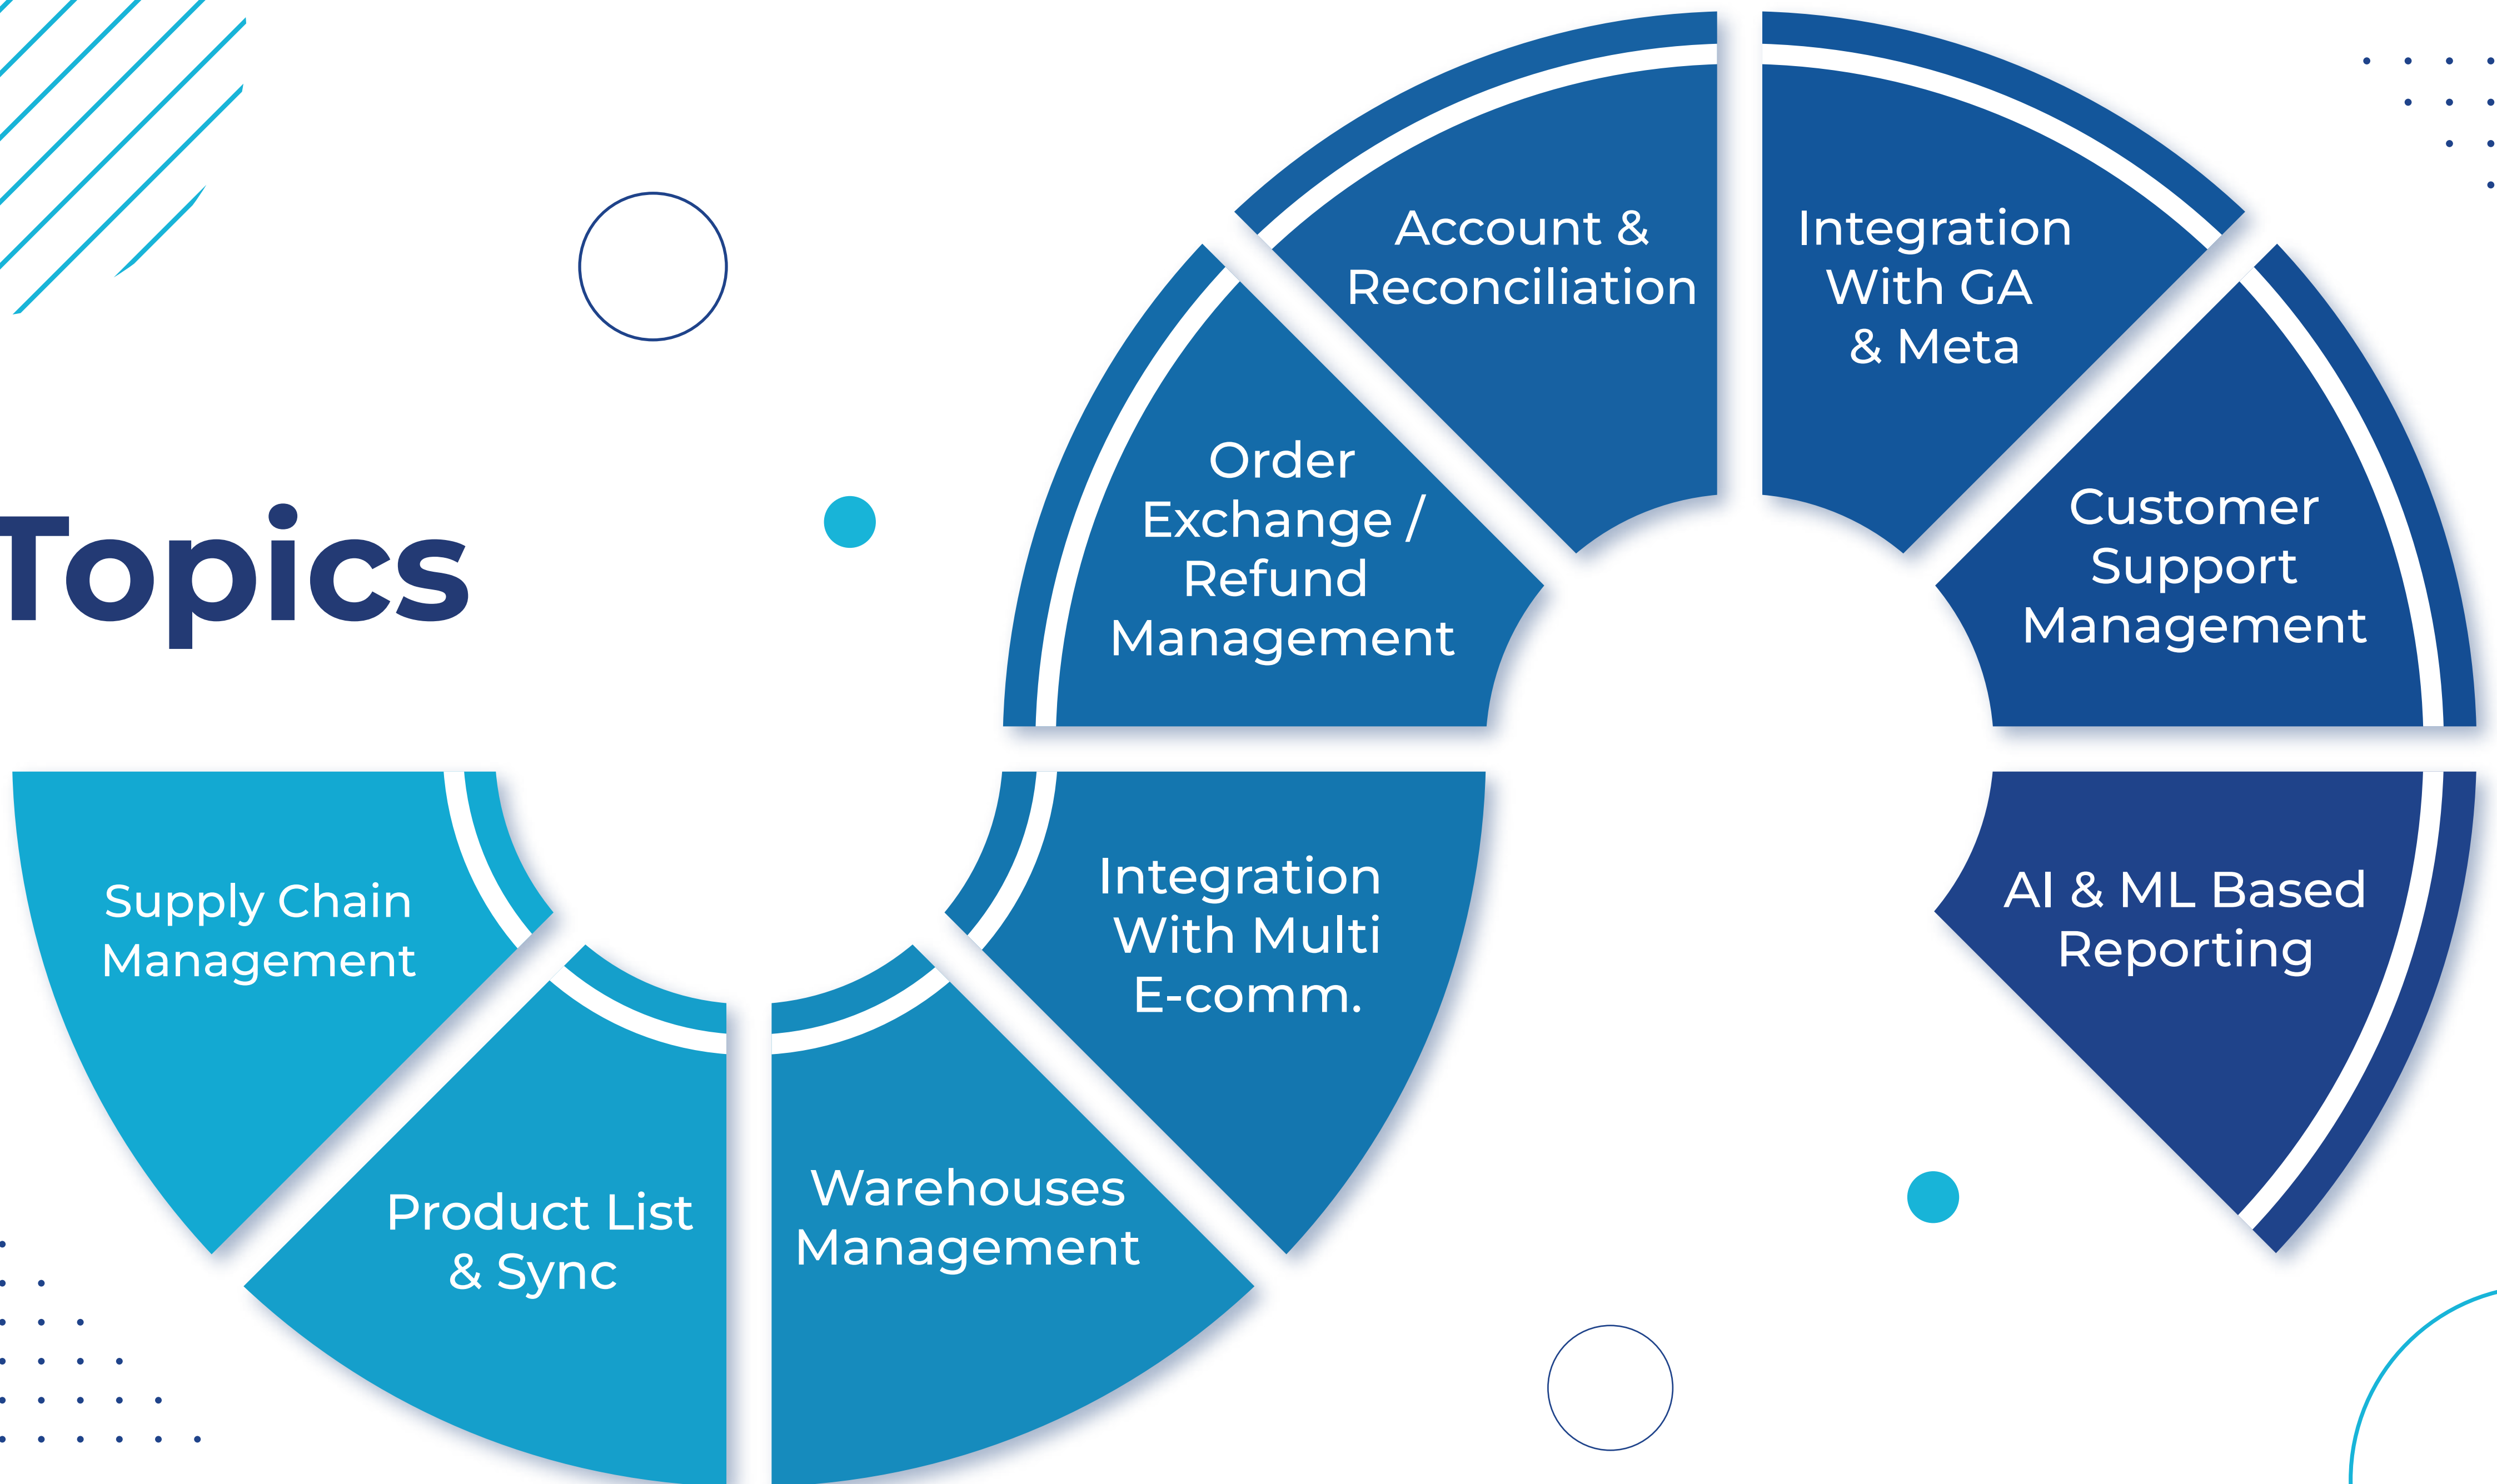 Topics
Supply Chain
Management
Product List
& Sync
Warehouses
Management
Integration
With Multi
E-comm.
Order
Exchange /
Refund
Management
Account &
Reconciliation
Integration
With GA
& Meta
Customer
Support
Management
AI & ML Based
Reporting